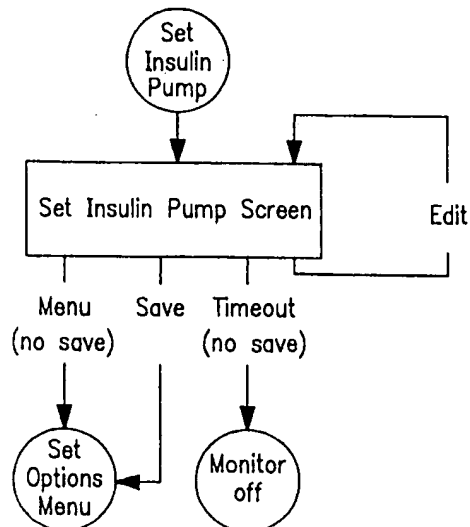 Set
Insulin
Pump
Set Insulin Pump Screen
Edit
Menu
(no save)
Save
Timeout
(no save)
Set
Options
Menu
Monitor
off